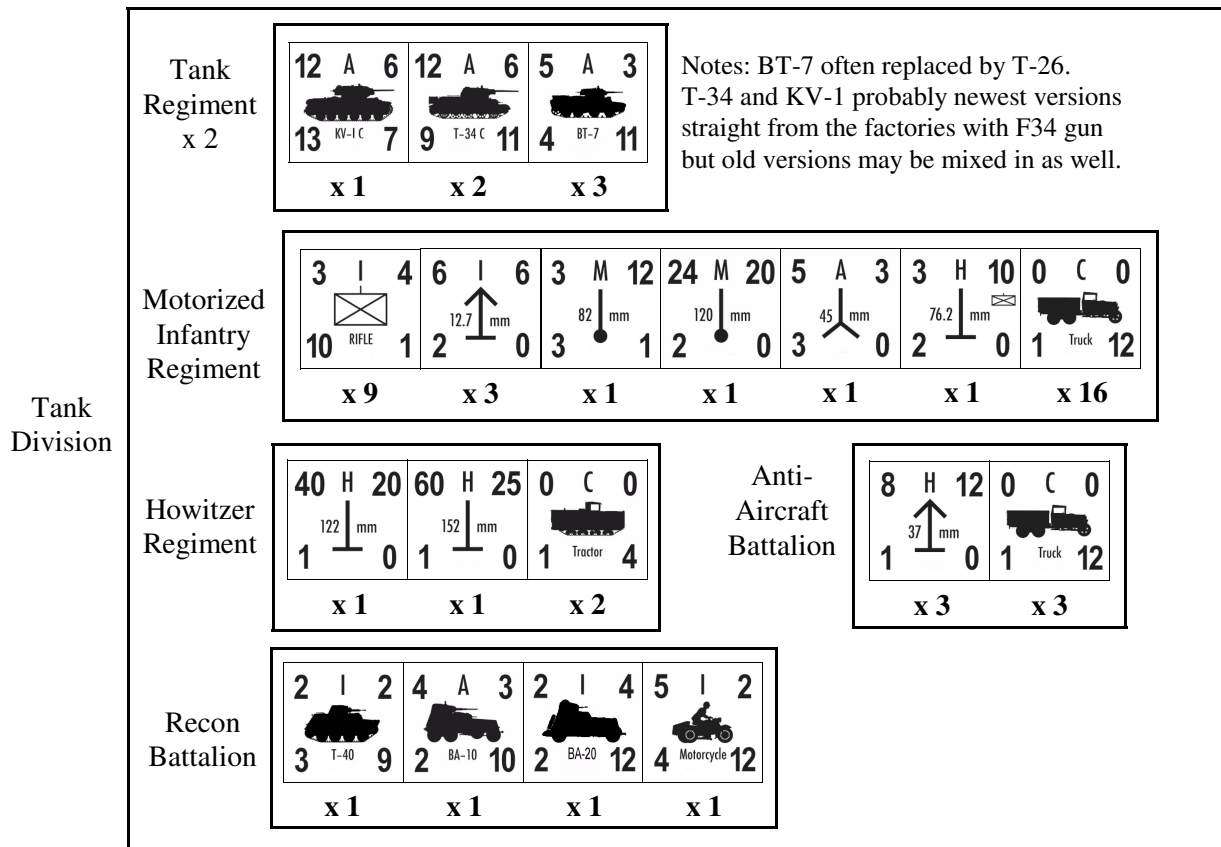 Tank
Division
Tank
Regiment
x 2
12 A 6 12 A 6 5 A 3
KV-I C T-34 C BT-7
13 7 9 11 4 11
x 1 x 2 x 3
Notes: BT-7 often replaced by T-26.
T-34 and KV-1 probably newest versions
straight from the factories with F34 gun
but old versions may be mixed in as well.
Motorized
Infantry
Regiment
3 I 4 6 I 6 3 M 12 24 M 20 5 A 3 3 H 10 0 C 0
12.7 mm 82 mm 120 mm 45 mm 76.2 mm
RIFLE Truck
10 1 2 0 3 1 2 0 3 0 2 0 1 12
x 9 x 3 x 1 x 1 x 1 x 1 x 16
Howitzer
Regiment
40 H 20 60 H 25 0 C 0
122 mm 152 mm Tractor
1 0 1 0 1 4
x 1 x 1 x 2
Anti-
Aircraft
Battalion
8 H 12 0 C 0
37 mm Truck
1 0 1 12
x 3 x 3
Recon
Battalion
2 I 2 4 A 3 2 I 4 5 I 2
T-40 BA-10 BA-20 Motorcycle
3 9 2 10 2 12 4 12
x 1 x 1 x 1 x 1